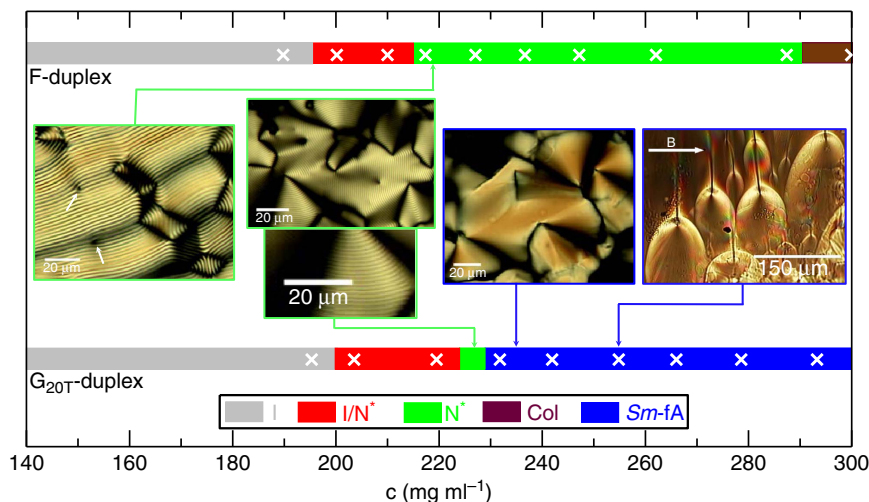 F-duplex
20 μm
20 μm
20 μm
20 μm
B
150 μm
G20T-duplex
I
I/N*
N*
Col
Sm-fA
140
160
180
200
220
240
260
280
300
c (mg ml⁻¹)